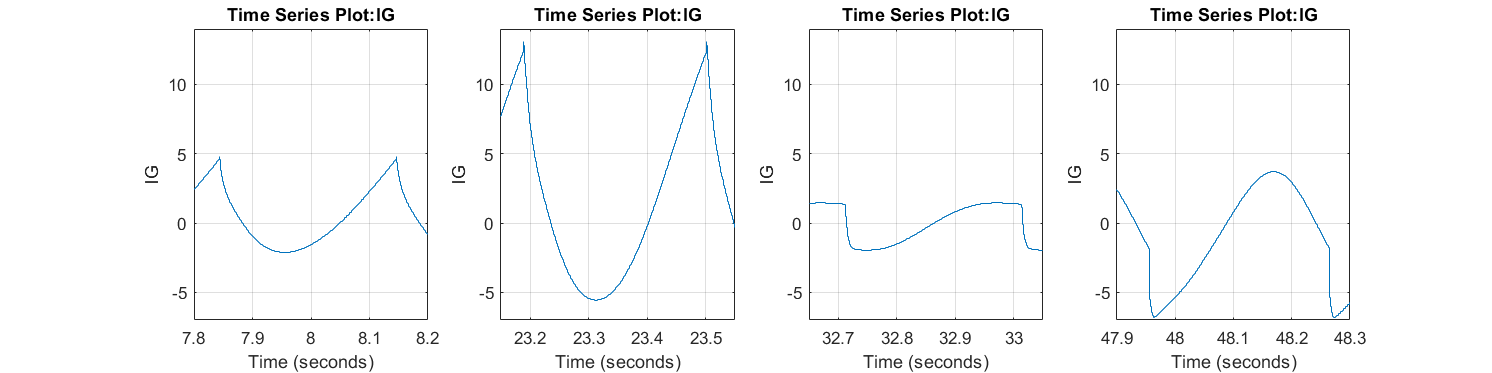 Time Series Plot:IG
10
5
0
-5
IG
7.8
7.9
8
8.1
8.2
Time (seconds)
Time Series Plot:IG
10
5
0
-5
IG
23.2
23.3
23.4
23.5
Time (seconds)
Time Series Plot:IG
10
5
0
-5
IG
32.7
32.8
32.9
33
Time (seconds)
Time Series Plot:IG
10
5
0
-5
IG
47.9
48
48.1
48.2
48.3
Time (seconds)